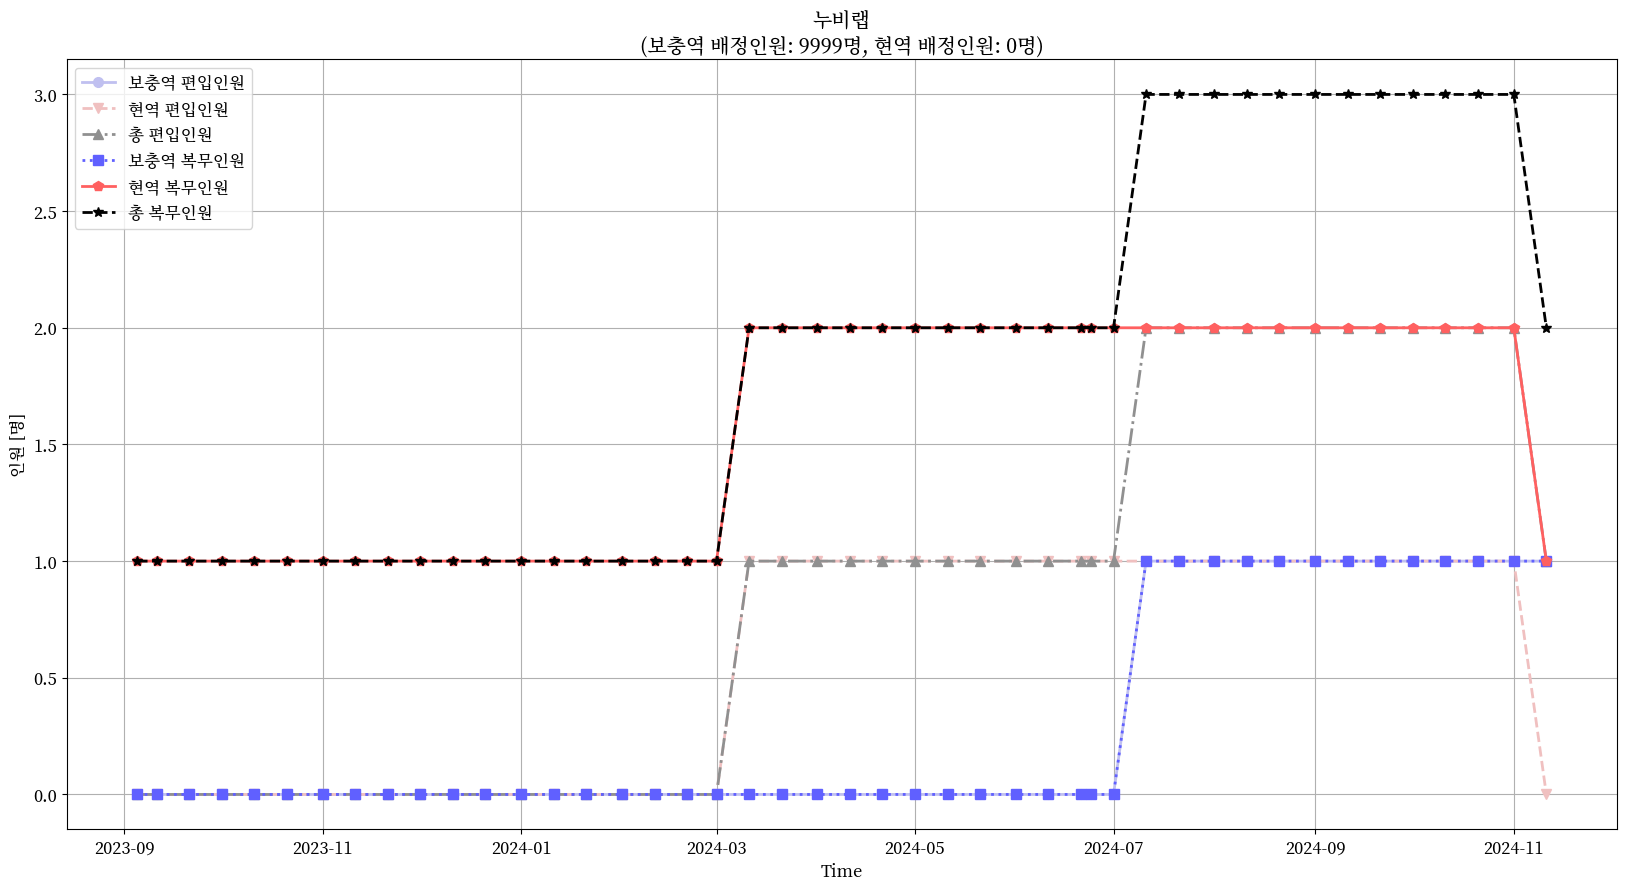 누비랩
(보충역 배정인원: 9999명, 현역 배정인원: 0명)
보충역 편입인원
현역 편입인원
총 편입인원
보충역 복무인원
현역 복무인원
총 복무인원
3.0
2.5
2.0
1.5
1.0
0.5
0.0
인원 [명]
2023-09
2023-11
2024-01
2024-03
2024-05
2024-07
2024-09
2024-11
Time